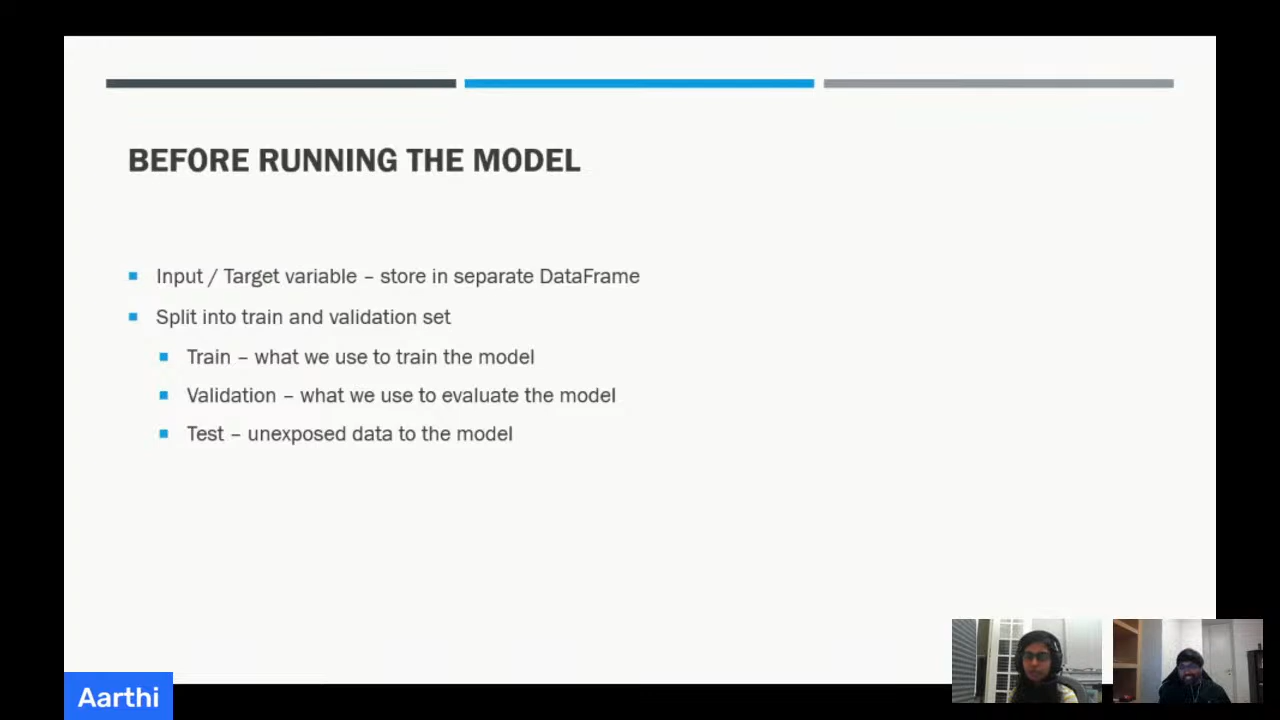 BEFORE RUNNING THE MODEL
Input / Target variable – store in separate DataFrame
Split into train and validation set
Train – what we use to train the model
Validation – what we use to evaluate the model
Test – unexposed data to the model
Aarthi